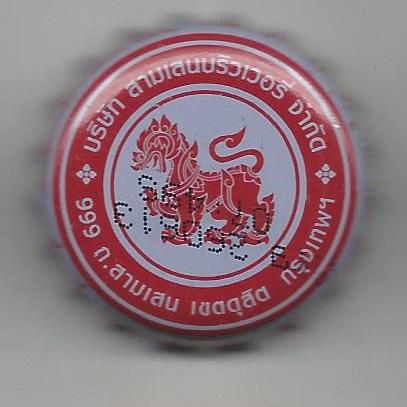 บริษัท สามเสนบริวเวอรี่ จำกัด
999 ถ.สามเสน เขตดุสิต กรุงเทพฯ